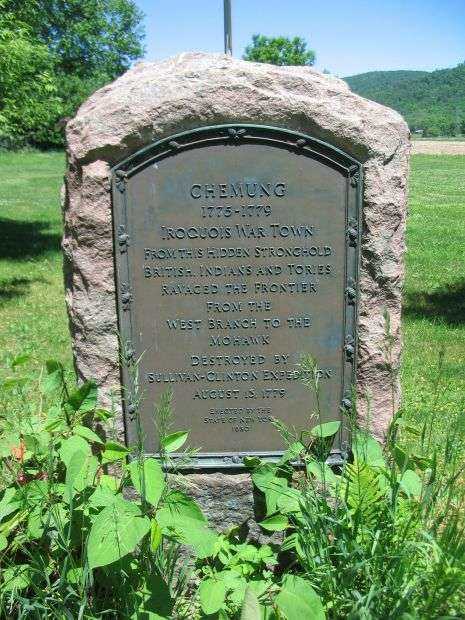 CHEMUNG
1775-1779
IROQUOIS WAR TOWN
FROM THIS HIDDEN STRONGHOLD
BRITISH, INDIANS AND TORIES
RAVAGED THE FRONTIER
FROM THE
WEST BRANCH TO THE
MOHAWK
DESTROYED BY
SULLIVAN-CLINTON EXPEDITION
AUGUST 13, 1779
ERECTED BY THE
STATE OF NEW YORK